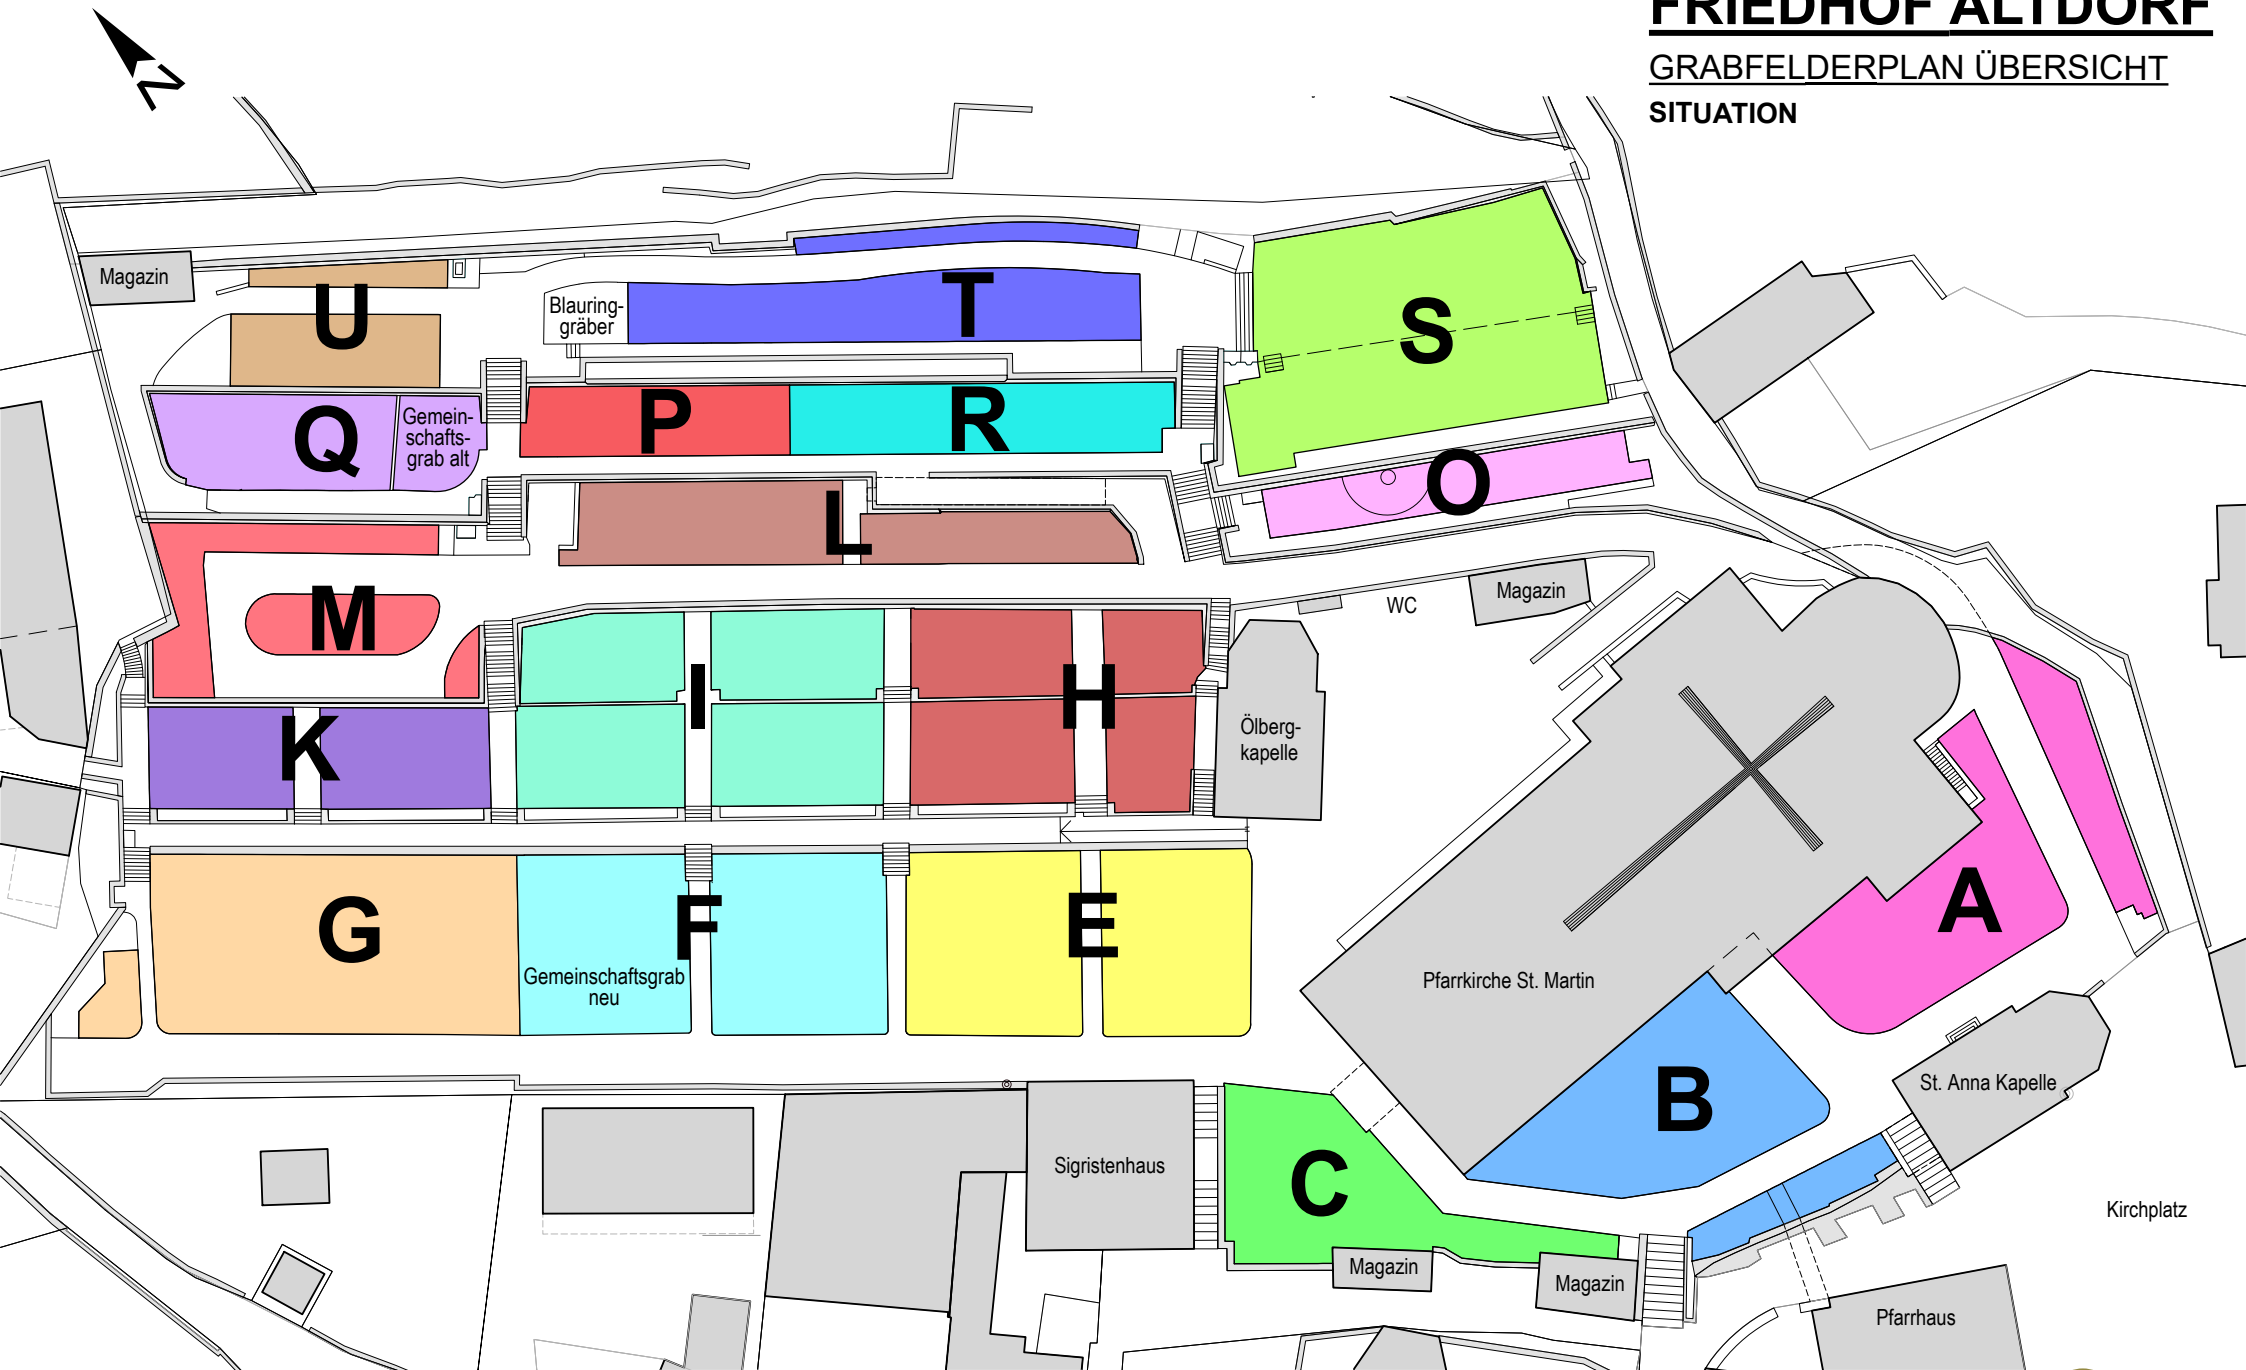 FRIEDHOF ALTDORF
GRABFELDERPLAN ÜBERSICHT
SITUATION
N
Magazin
U
Blauring-
gräber
T
S
Q
Gemein-
schafts-
grab alt
P
R
O
L
M
WC
Magazin
I
H
K
Ölberg-
kapelle
G
F
Gemeinschaftsgrab
neu
E
A
Pfarrkirche St. Martin
B
St. Anna Kapelle
Sigristenhaus
C
Kirchplatz
Magazin
Magazin
Pfarrhaus